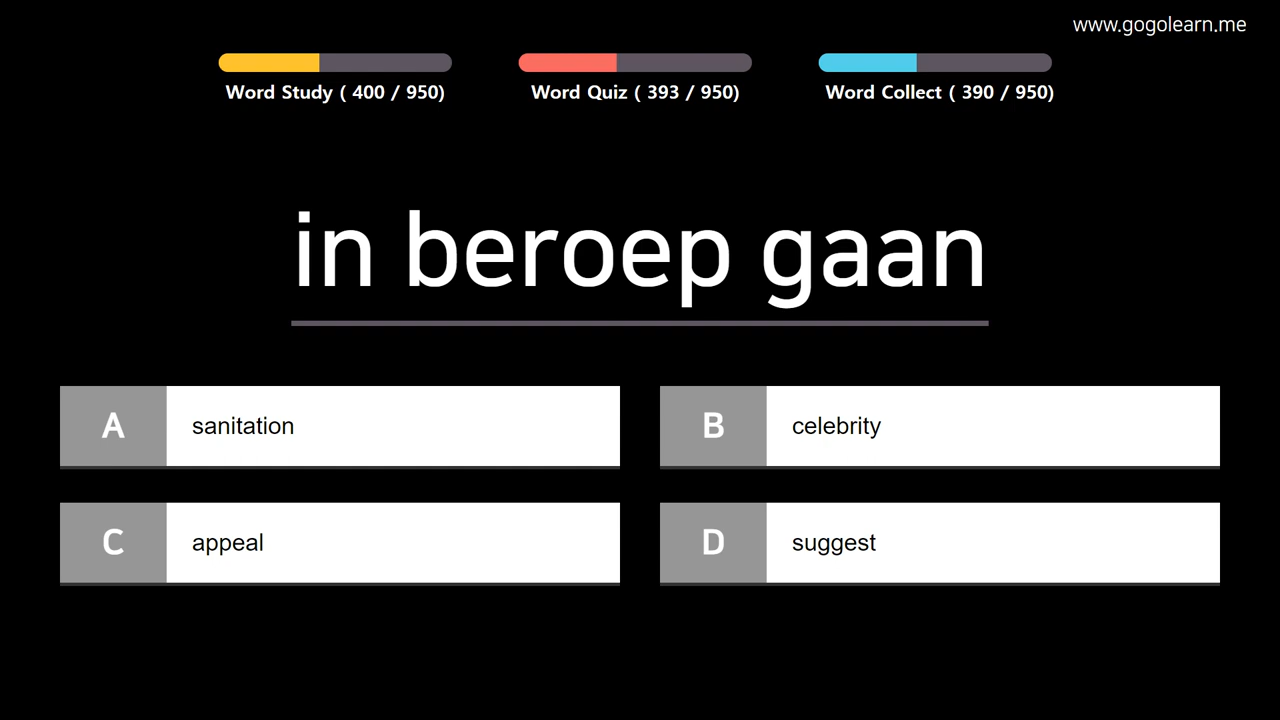 www.gogolearn.me
Word Study ( 400 / 950)
Word Quiz ( 393 / 950)
Word Collect ( 390 / 950)
in beroep gaan
A sanitation
B celebrity
C appeal
D suggest